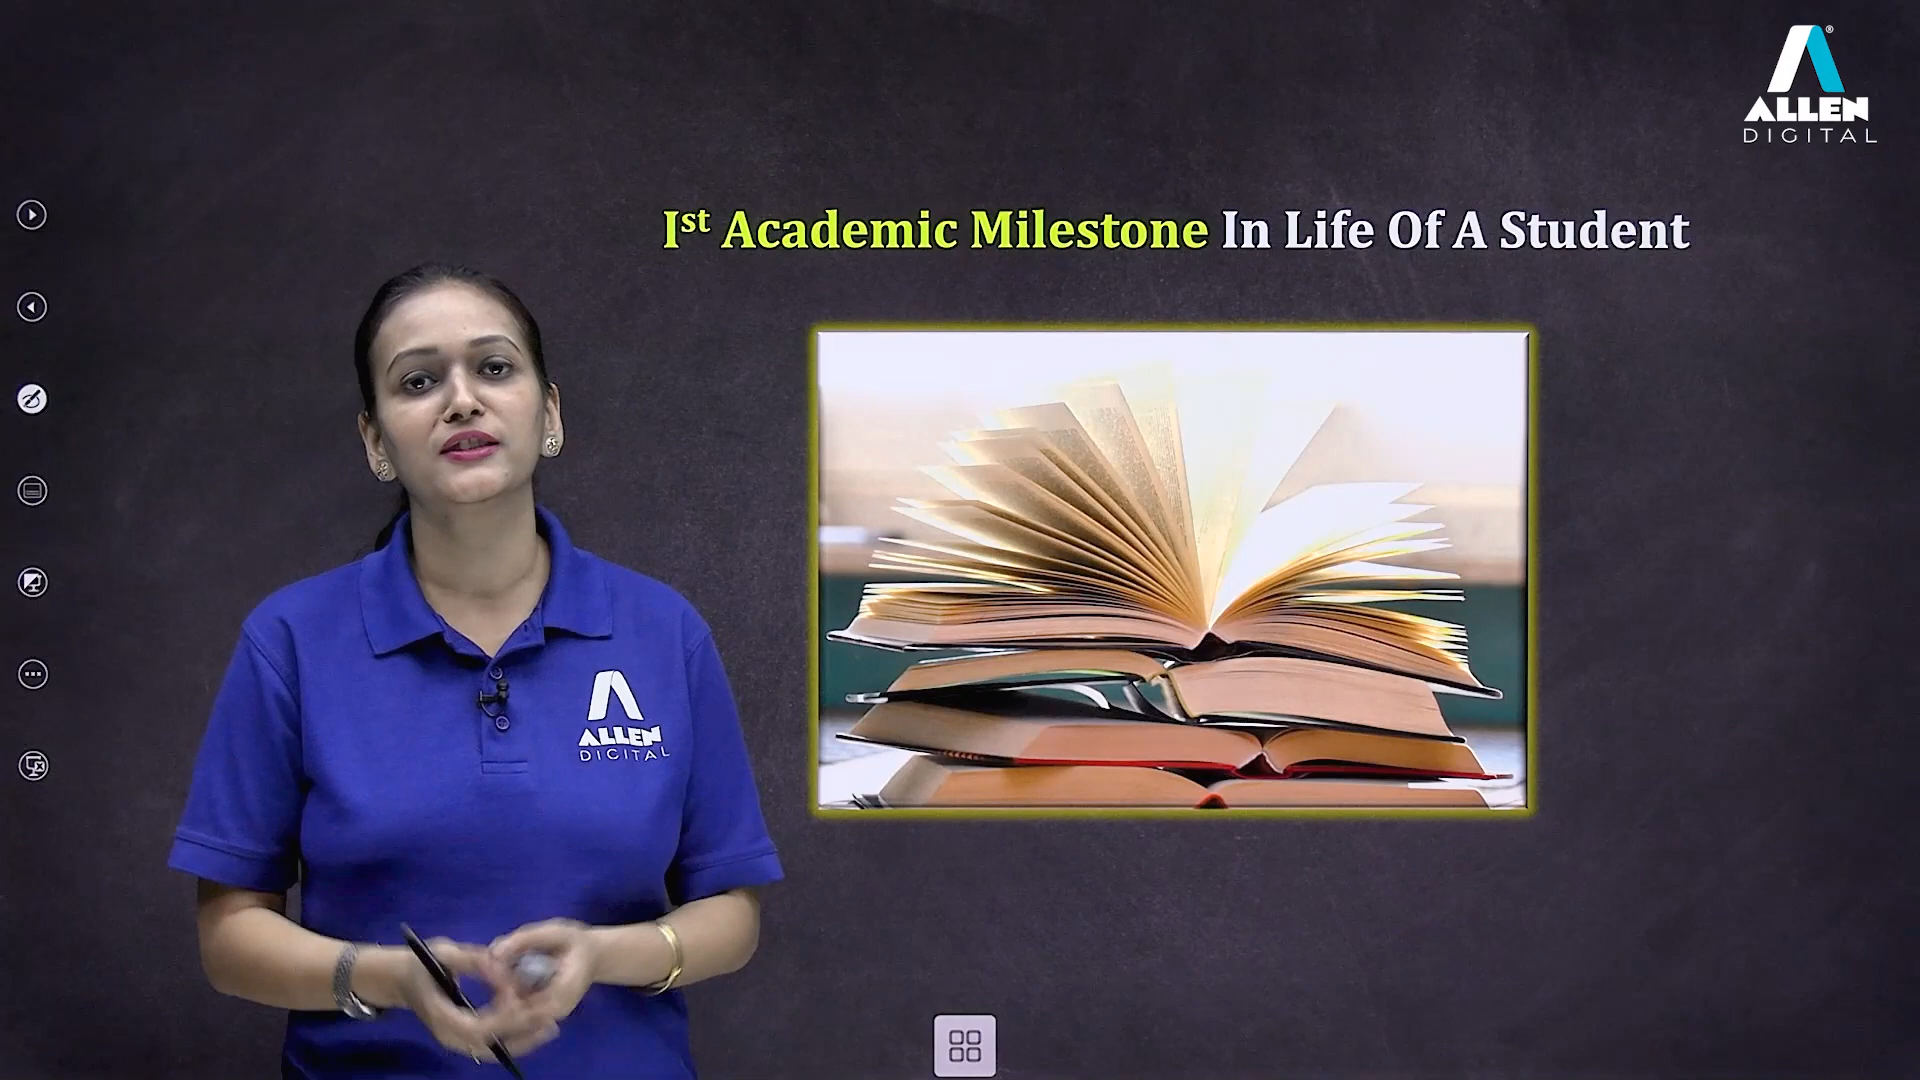 ALLEN
DIGITAL
Ist Academic Milestone In Life Of A Student
ALLEN
DIGITAL